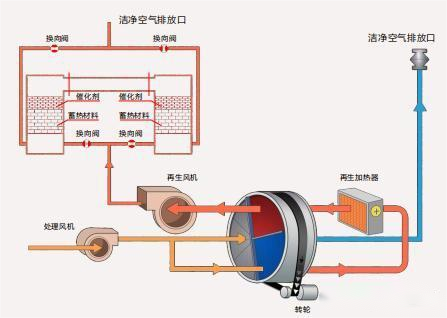 洁净空气排放口
换向阀
换向阀
洁净空气排放口
催化剂
催化剂
蓄热材料
蓄热材料
换向阀
换向阀
再生风机
再生加热器
处理风机
转轮